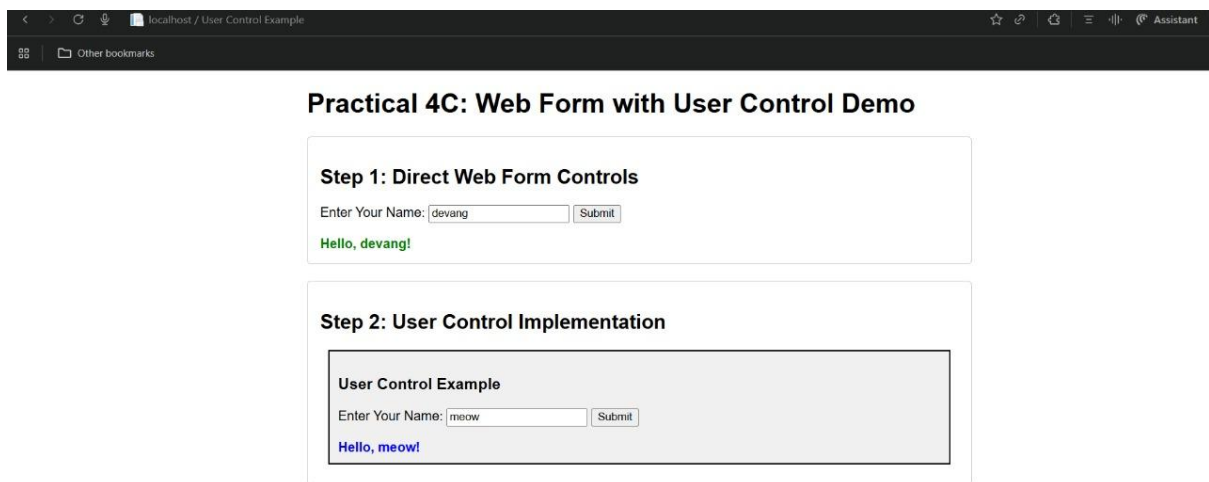 localhost / User Control Example
Assistant
Other bookmarks
Practical 4C: Web Form with User Control Demo
Step 1: Direct Web Form Controls
Enter Your Name: devang Submit
Hello, devang!
Step 2: User Control Implementation
User Control Example
Enter Your Name: meow Submit
Hello, meow!